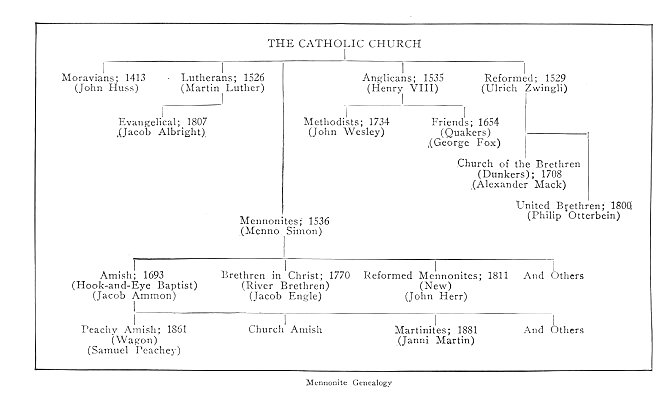 THE CATHOLIC CHURCH
Moravians; 1413
(John Huss)
Lutherans; 1526
(Martin Luther)
Anglicans; 1535
(Henry VIII)
Reformed; 1529
(Ulrich Zwingli)
Evangelical; 1807
(Jacob Albright)
Methodists; 1734
(John Wesley)
Friends; 1654
(Quakers)
(George Fox)
Church of the Brethren
(Dunkers); 1708
(Alexander Mack)
United Brethren; 1800
(Philip Otterbein)
Mennonites; 1536
(Menno Simon)
Amish; 1693
(Hook-and-Eye Baptist)
(Jacob Ammon)
Brethren in Christ; 1770
(River Brethren)
(Jacob Engle)
Reformed Mennonites; 1811
(New)
(John Herr)
And Others
Peachy Amish; 1861
(Wagon)
(Samuel Peachey)
Church Amish
Martinites; 1881
(Janni Martin)
And Others
Mennonite Genealogy